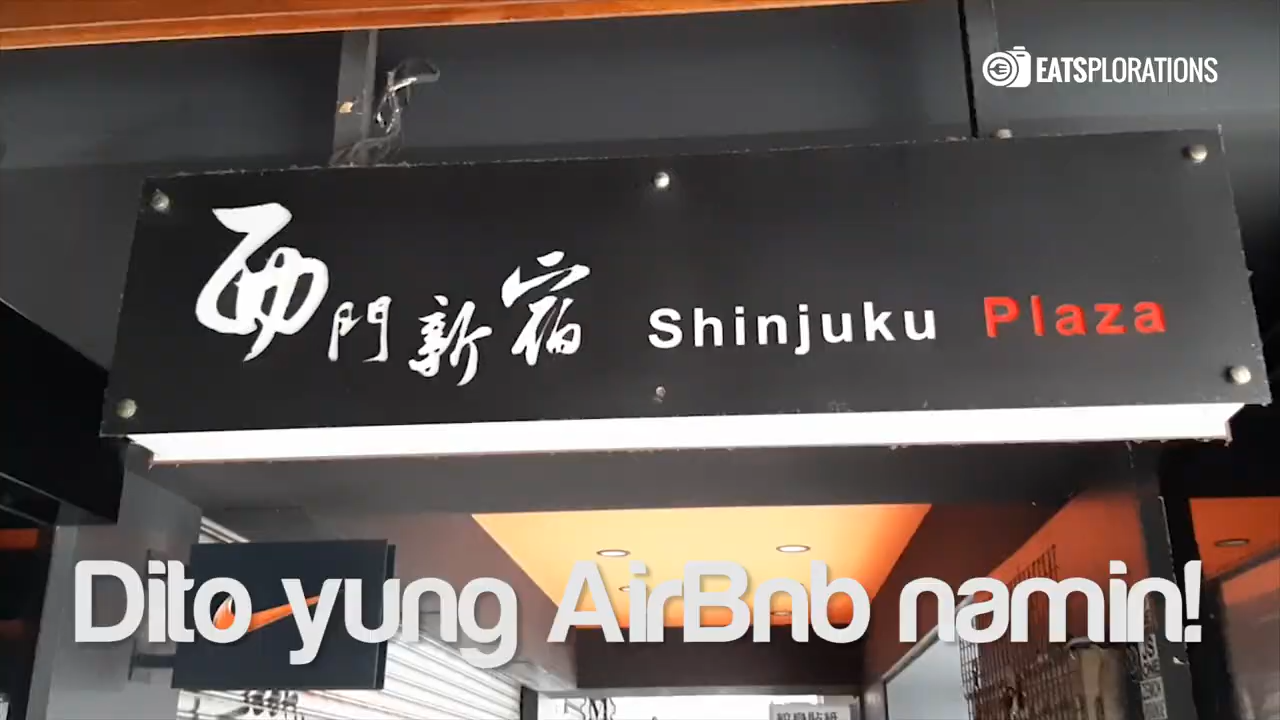 EATSPLORATIONS
西門新宿 Shinjuku Plaza
Dito yung AirBnb namin!